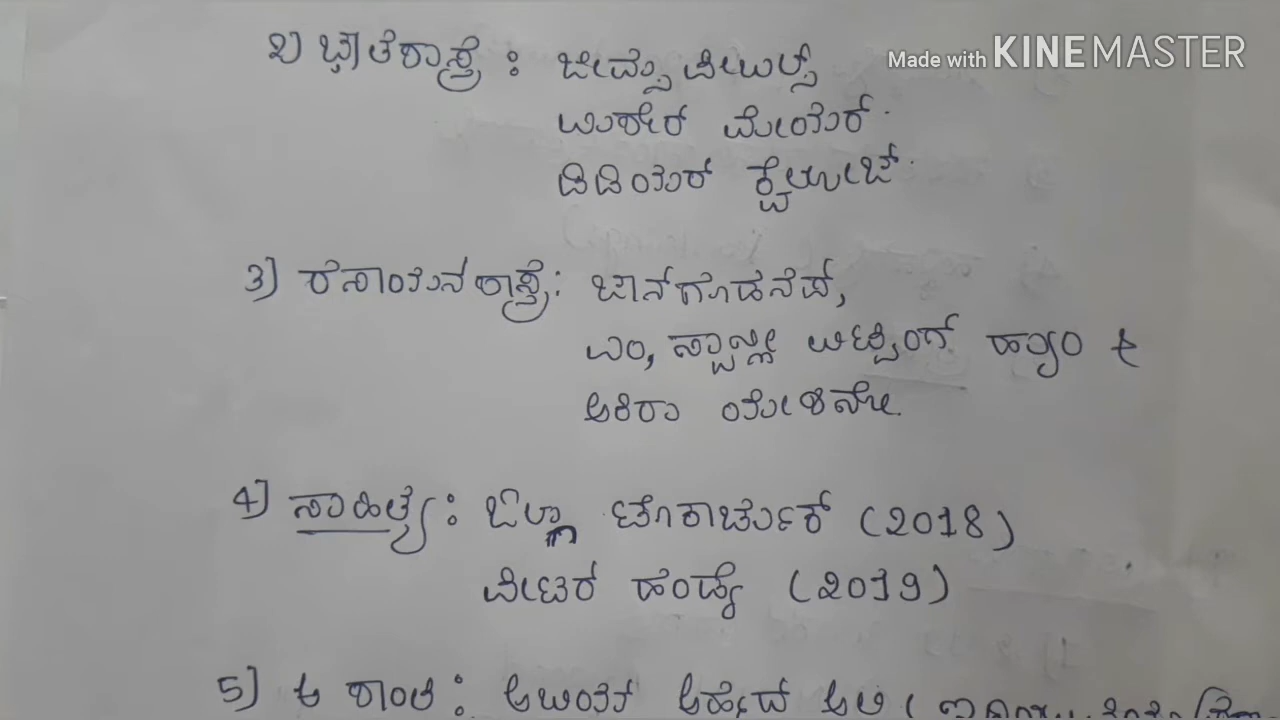 Made with KINEMASTER
೨) ಭೌತಶಾಸ್ತ್ರ : ಜೇಮ್ಸ್ ಪೀಬಲ್ಸ್
ಮೇಯರ್
ಡಿಡಿಯರ್ ಕ್ವೆಲೋಜ್
3) ರಸಾಯನಶಾಸ್ತ್ರ: ಜಾನ್‌ಗೊಡನಫ್,
ಎಂ, ಸ್ಟಾನ್ಲೀ ವಿಟ್ಟಿಂಗ್ ಹ್ಯಾಂ &
ಅಕಿರಾ ಯೋಶಿನೋ.
4) ಸಾಹಿತ್ಯ: ಓಲ್ಗಾ ಟೊಕಾರ್ಚುಕ್ (2018)
ಪೀಟರ್ ಹಂಡ್ಕೆ (2019)
5) ಶಾಂತಿ: ಅಬಿಯ್ ಅಹ್ಮದ್ ಅಲಿ (